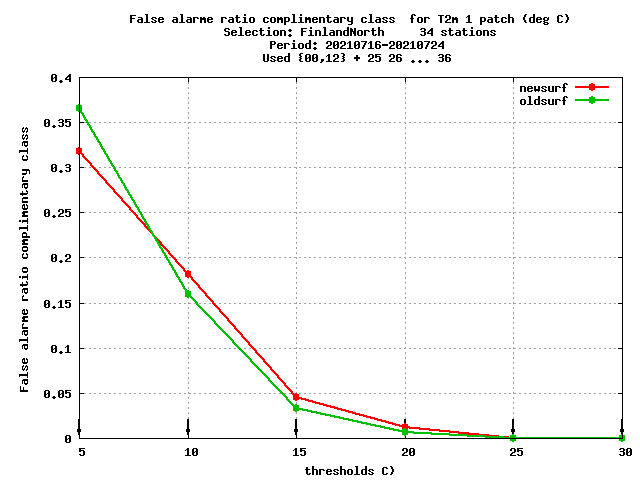 False alarme ratio complimentary class  for T2m 1 patch (deg C)
Selection: FinlandNorth     34 stations
Period: 20210716-20210724
Used {00,12} + 25 26 ... 36
newsurf
oldsurf
False alarme ratio complimentary class
0.4
0.35
0.3
0.25
0.2
0.15
0.1
0.05
0
5 10 15 20 25 30
thresholds C)